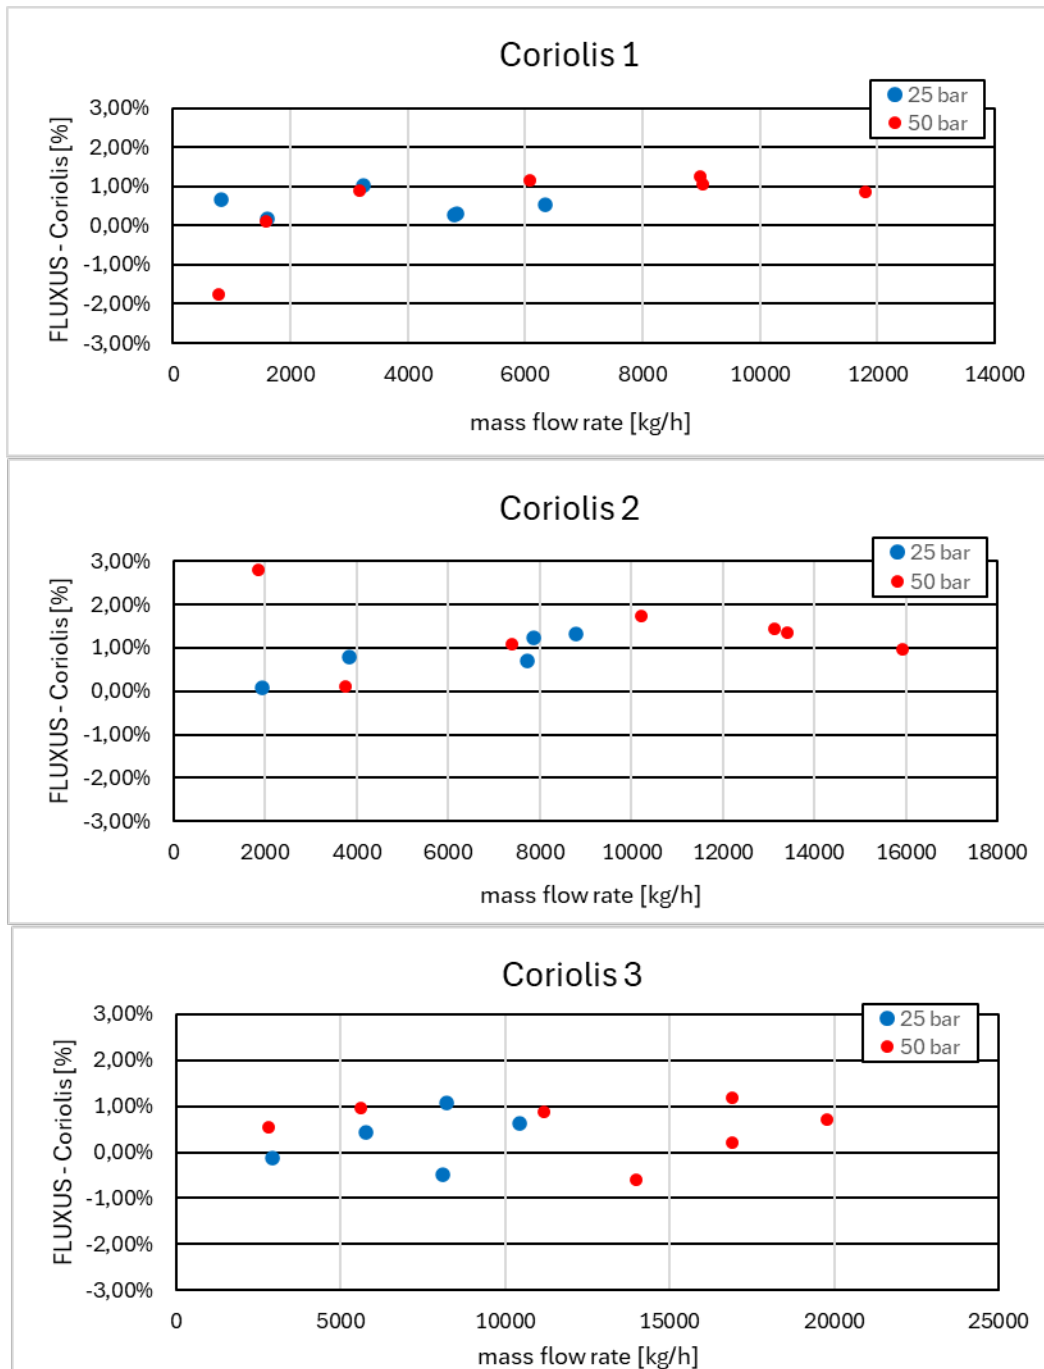 Coriolis 1
25 bar
50 bar
FLUXUS - Coriolis [%]
3,00%
2,00%
1,00%
0,00%
-1,00%
-2,00%
-3,00%
0 2000 4000 6000 8000 10000 12000 14000
mass flow rate [kg/h]
Coriolis 2
25 bar
50 bar
FLUXUS - Coriolis [%]
3,00%
2,00%
1,00%
0,00%
-1,00%
-2,00%
-3,00%
0 2000 4000 6000 8000 10000 12000 14000 16000 18000
mass flow rate [kg/h]
Coriolis 3
25 bar
50 bar
FLUXUS - Coriolis [%]
3,00%
2,00%
1,00%
0,00%
-1,00%
-2,00%
-3,00%
0 5000 10000 15000 20000 25000
mass flow rate [kg/h]